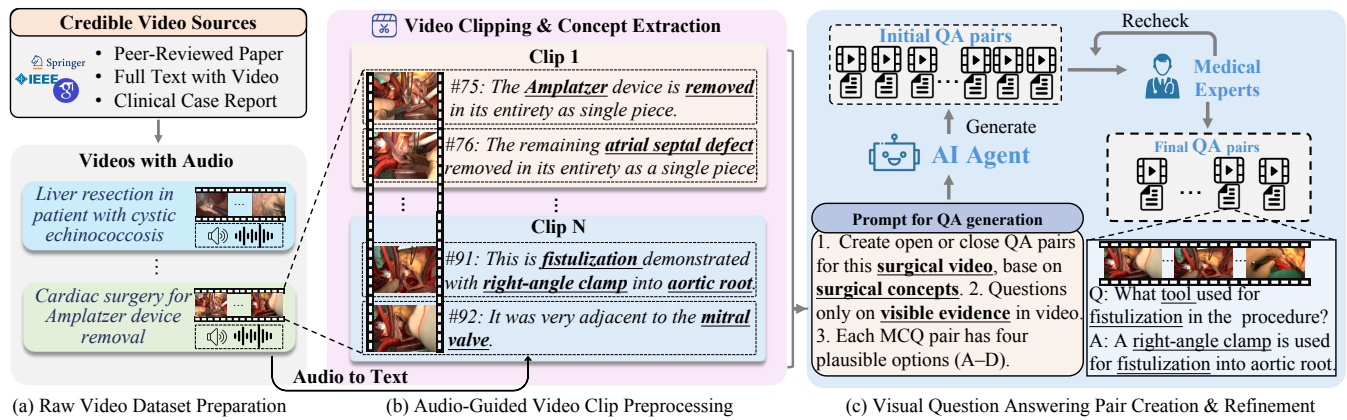 Credible Video Sources
Springer
IEEE
• Peer-Reviewed Paper
• Full Text with Video
• Clinical Case Report
Videos with Audio
Liver resection in
patient with cystic
echinococcosis
...
Cardiac surgery for
Amplatzer device
removal
...
Audio to Text
(a) Raw Video Dataset Preparation
Video Clipping & Concept Extraction
Clip 1
#75: The Amplatzer device is removed
in its entirety as single piece.
#76: The remaining atrial septal defect
removed in its entirety as a single piece
Clip N
#91: This is fistulization demonstrated
with right-angle clamp into aortic root.
#92: It was very adjacent to the mitral
valve.
(b) Audio-Guided Video Clip Preprocessing
Initial QA pairs
...
Recheck
Medical
Experts
Generate
AI Agent
Final QA pairs
...
Prompt for QA generation
1. Create open or close QA pairs
for this surgical video, base on
surgical concepts. 2. Questions
only on visible evidence in video.
3. Each MCQ pair has four
plausible options (A–D).
Q: What tool used for
fistulization in the procedure?
A: A right-angle clamp is used
for fistulization into aortic root.
(c) Visual Question Answering Pair Creation & Refinement